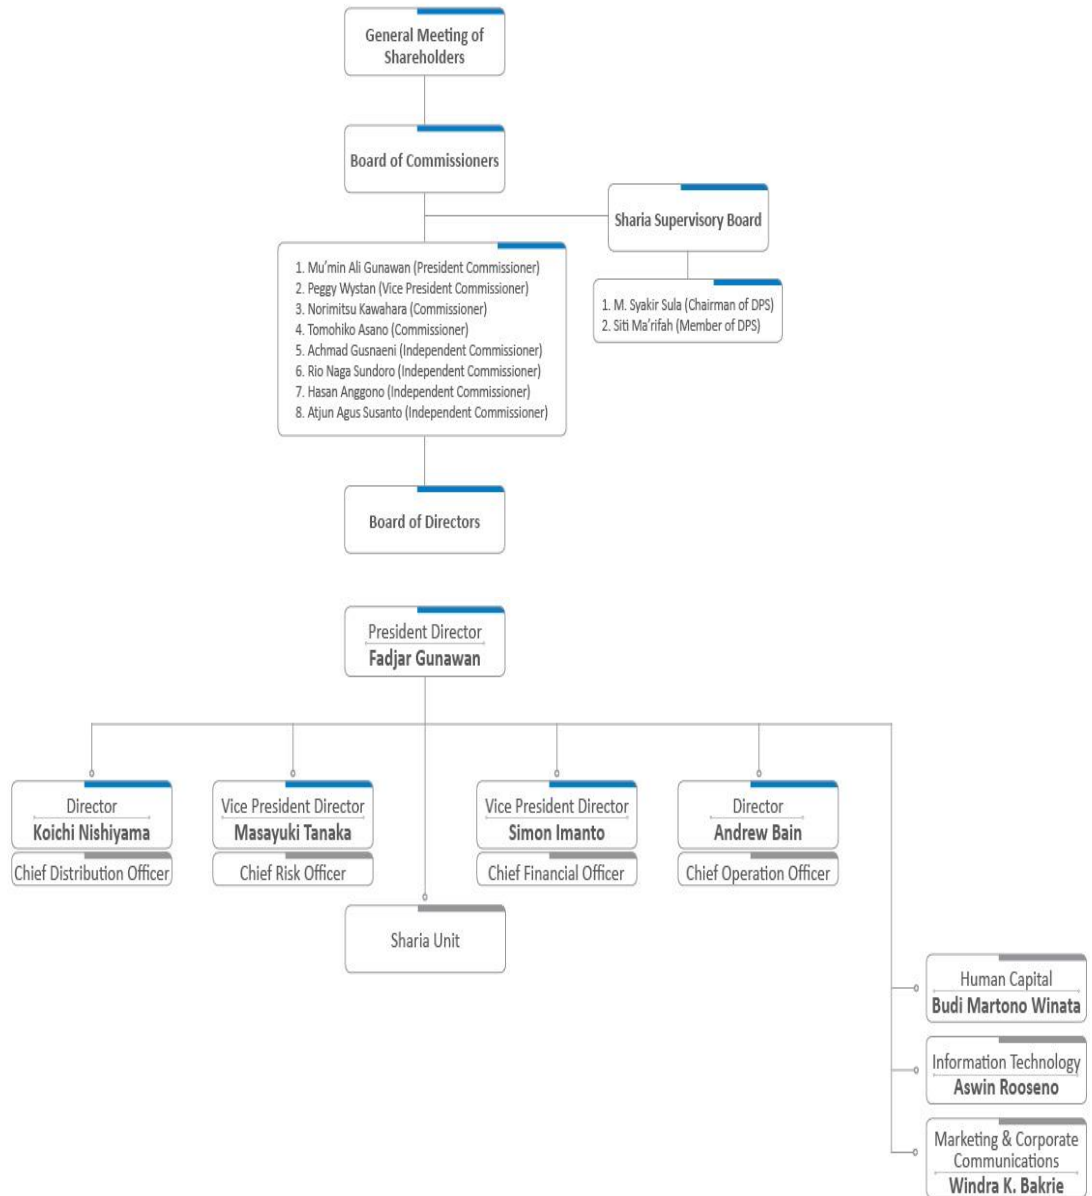 General Meeting of
Shareholders
Board of Commissioners
Sharia Supervisory Board
1. Mu'min Ali Gunawan (President Commissioner)
2. Peggy Wystan (Vice President Commissioner)
3. Norimitsu Kawahara (Commissioner)
4. Tomohiko Asano (Commissioner)
5. Achmad Gusnaeni (Independent Commissioner)
6. Rio Naga Sundoro (Independent Commissioner)
7. Hasan Anggono (Independent Commissioner)
8. Atjun Agus Susanto (Independent Commissioner)
1. M. Syakir Sula (Chairman of DPS)
2. Siti Ma'rifah (Member of DPS)
Board of Directors
President Director
Fadjar Gunawan
Director
Koichi Nishiyama
Chief Distribution Officer
Vice President Director
Masayuki Tanaka
Chief Risk Officer
Vice President Director
Simon Imanto
Chief Financial Officer
Director
Andrew Bain
Chief Operation Officer
Sharia Unit
Human Capital
Budi Martono Winata
Information Technology
Aswin Rooseno
Marketing & Corporate
Communications
Windra K. Bakrie